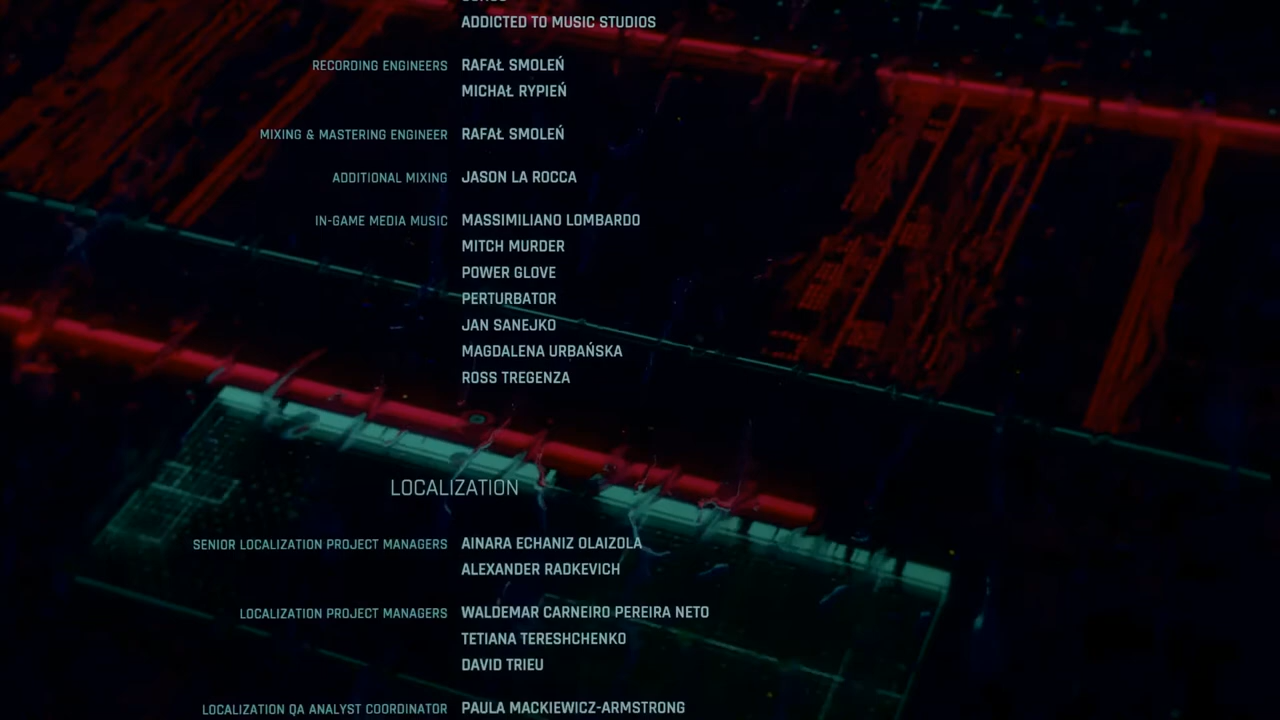 ADDICTED TO MUSIC STUDIOS
RECORDING ENGINEERS RAFAŁ SMOLEŃ
MICHAŁ RYPIEŃ
MIXING & MASTERING ENGINEER RAFAŁ SMOLEŃ
ADDITIONAL MIXING JASON LA ROCCA
IN-GAME MEDIA MUSIC MASSIMILIANO LOMBARDO
MITCH MURDER
POWER GLOVE
PERTURBATOR
JAN SANEJKO
MAGDALENA URBAŃSKA
ROSS TREGENZA
LOCALIZATION
SENIOR LOCALIZATION PROJECT MANAGERS AINARA ECHANIZ OLAIZOLA
ALEXANDER RADKEVICH
LOCALIZATION PROJECT MANAGERS WALDEMAR CARNEIRO PEREIRA NETO
TETIANA TERESHCHENKO
DAVID TRIEU
LOCALIZATION QA ANALYST COORDINATOR PAULA MACKIEWICZ-ARMSTRONG